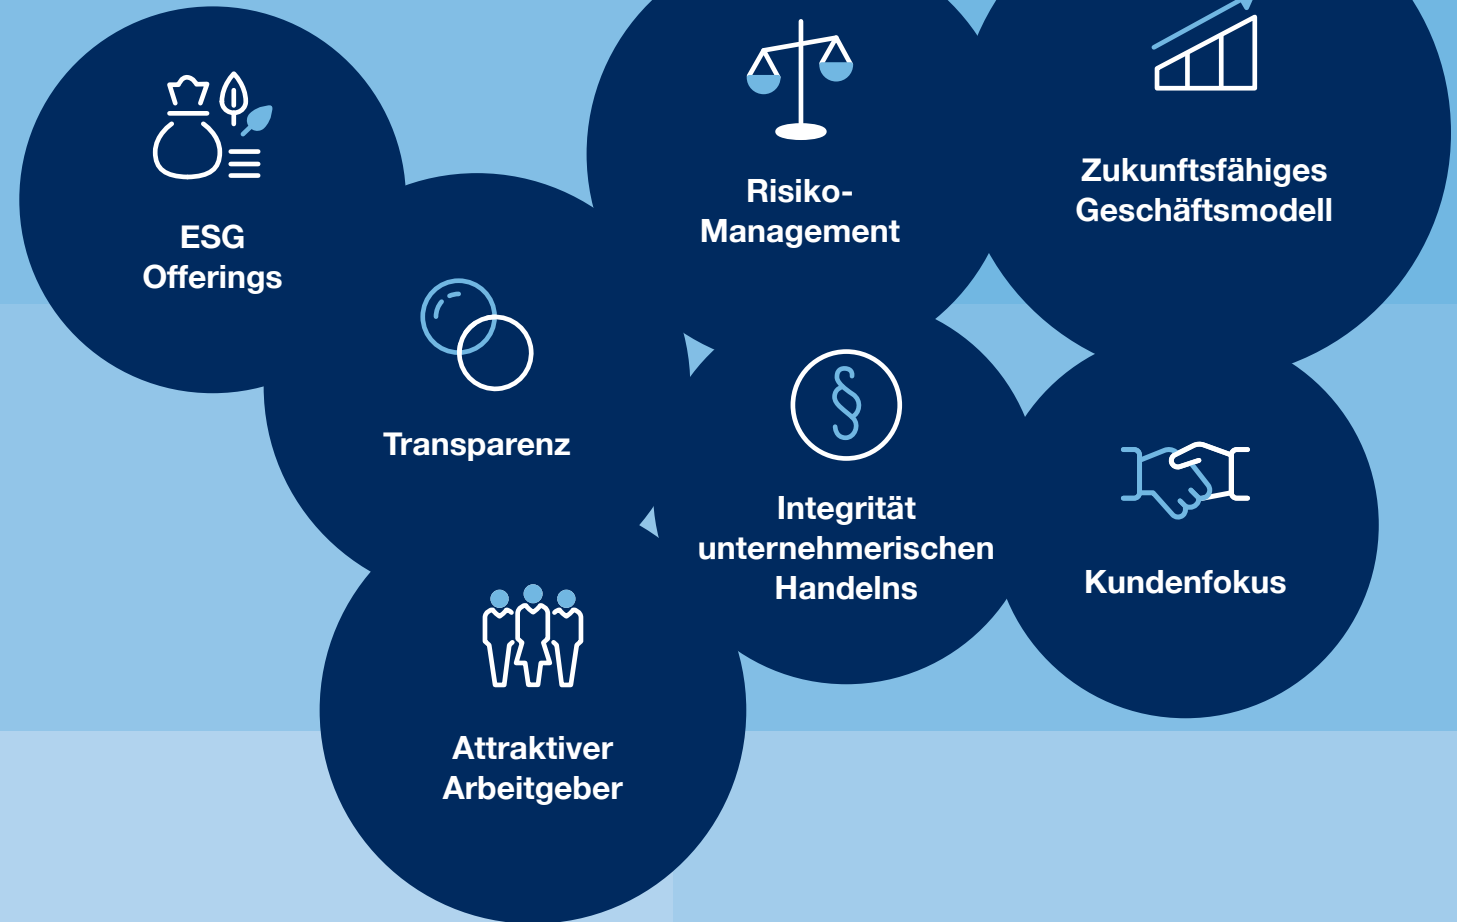 ESG
Offerings
Risiko-
Management
Zukunftsfähiges
Geschäftsmodell
Transparenz
§
Integrität
unternehmerischen
Handelns
Kundenfokus
Attraktiver
Arbeitgeber